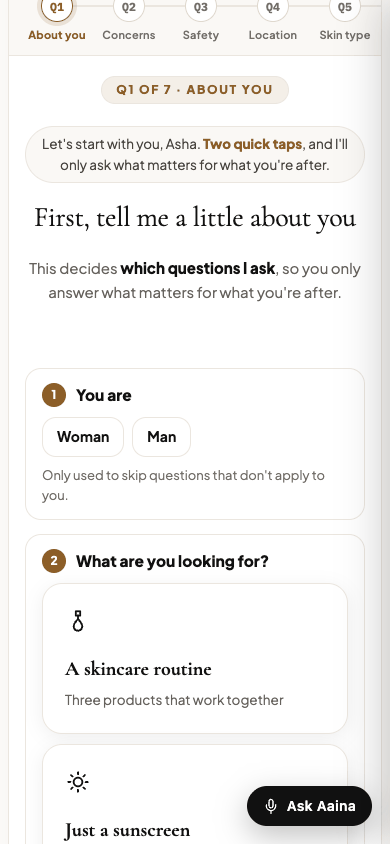 Q1 Q2 Q3 Q4 Q5
About you Concerns Safety Location Skin type
Q1 OF 7 · ABOUT YOU
Let's start with you, Asha. Two quick taps, and I'll
only ask what matters for what you're after.
First, tell me a little about you
This decides which questions I ask, so you only
answer what matters for what you're after.
1 You are
Woman Man
Only used to skip questions that don't apply to
you.
2 What are you looking for?
A skincare routine
Three products that work together
Just a sunscreen
Ask Aaina